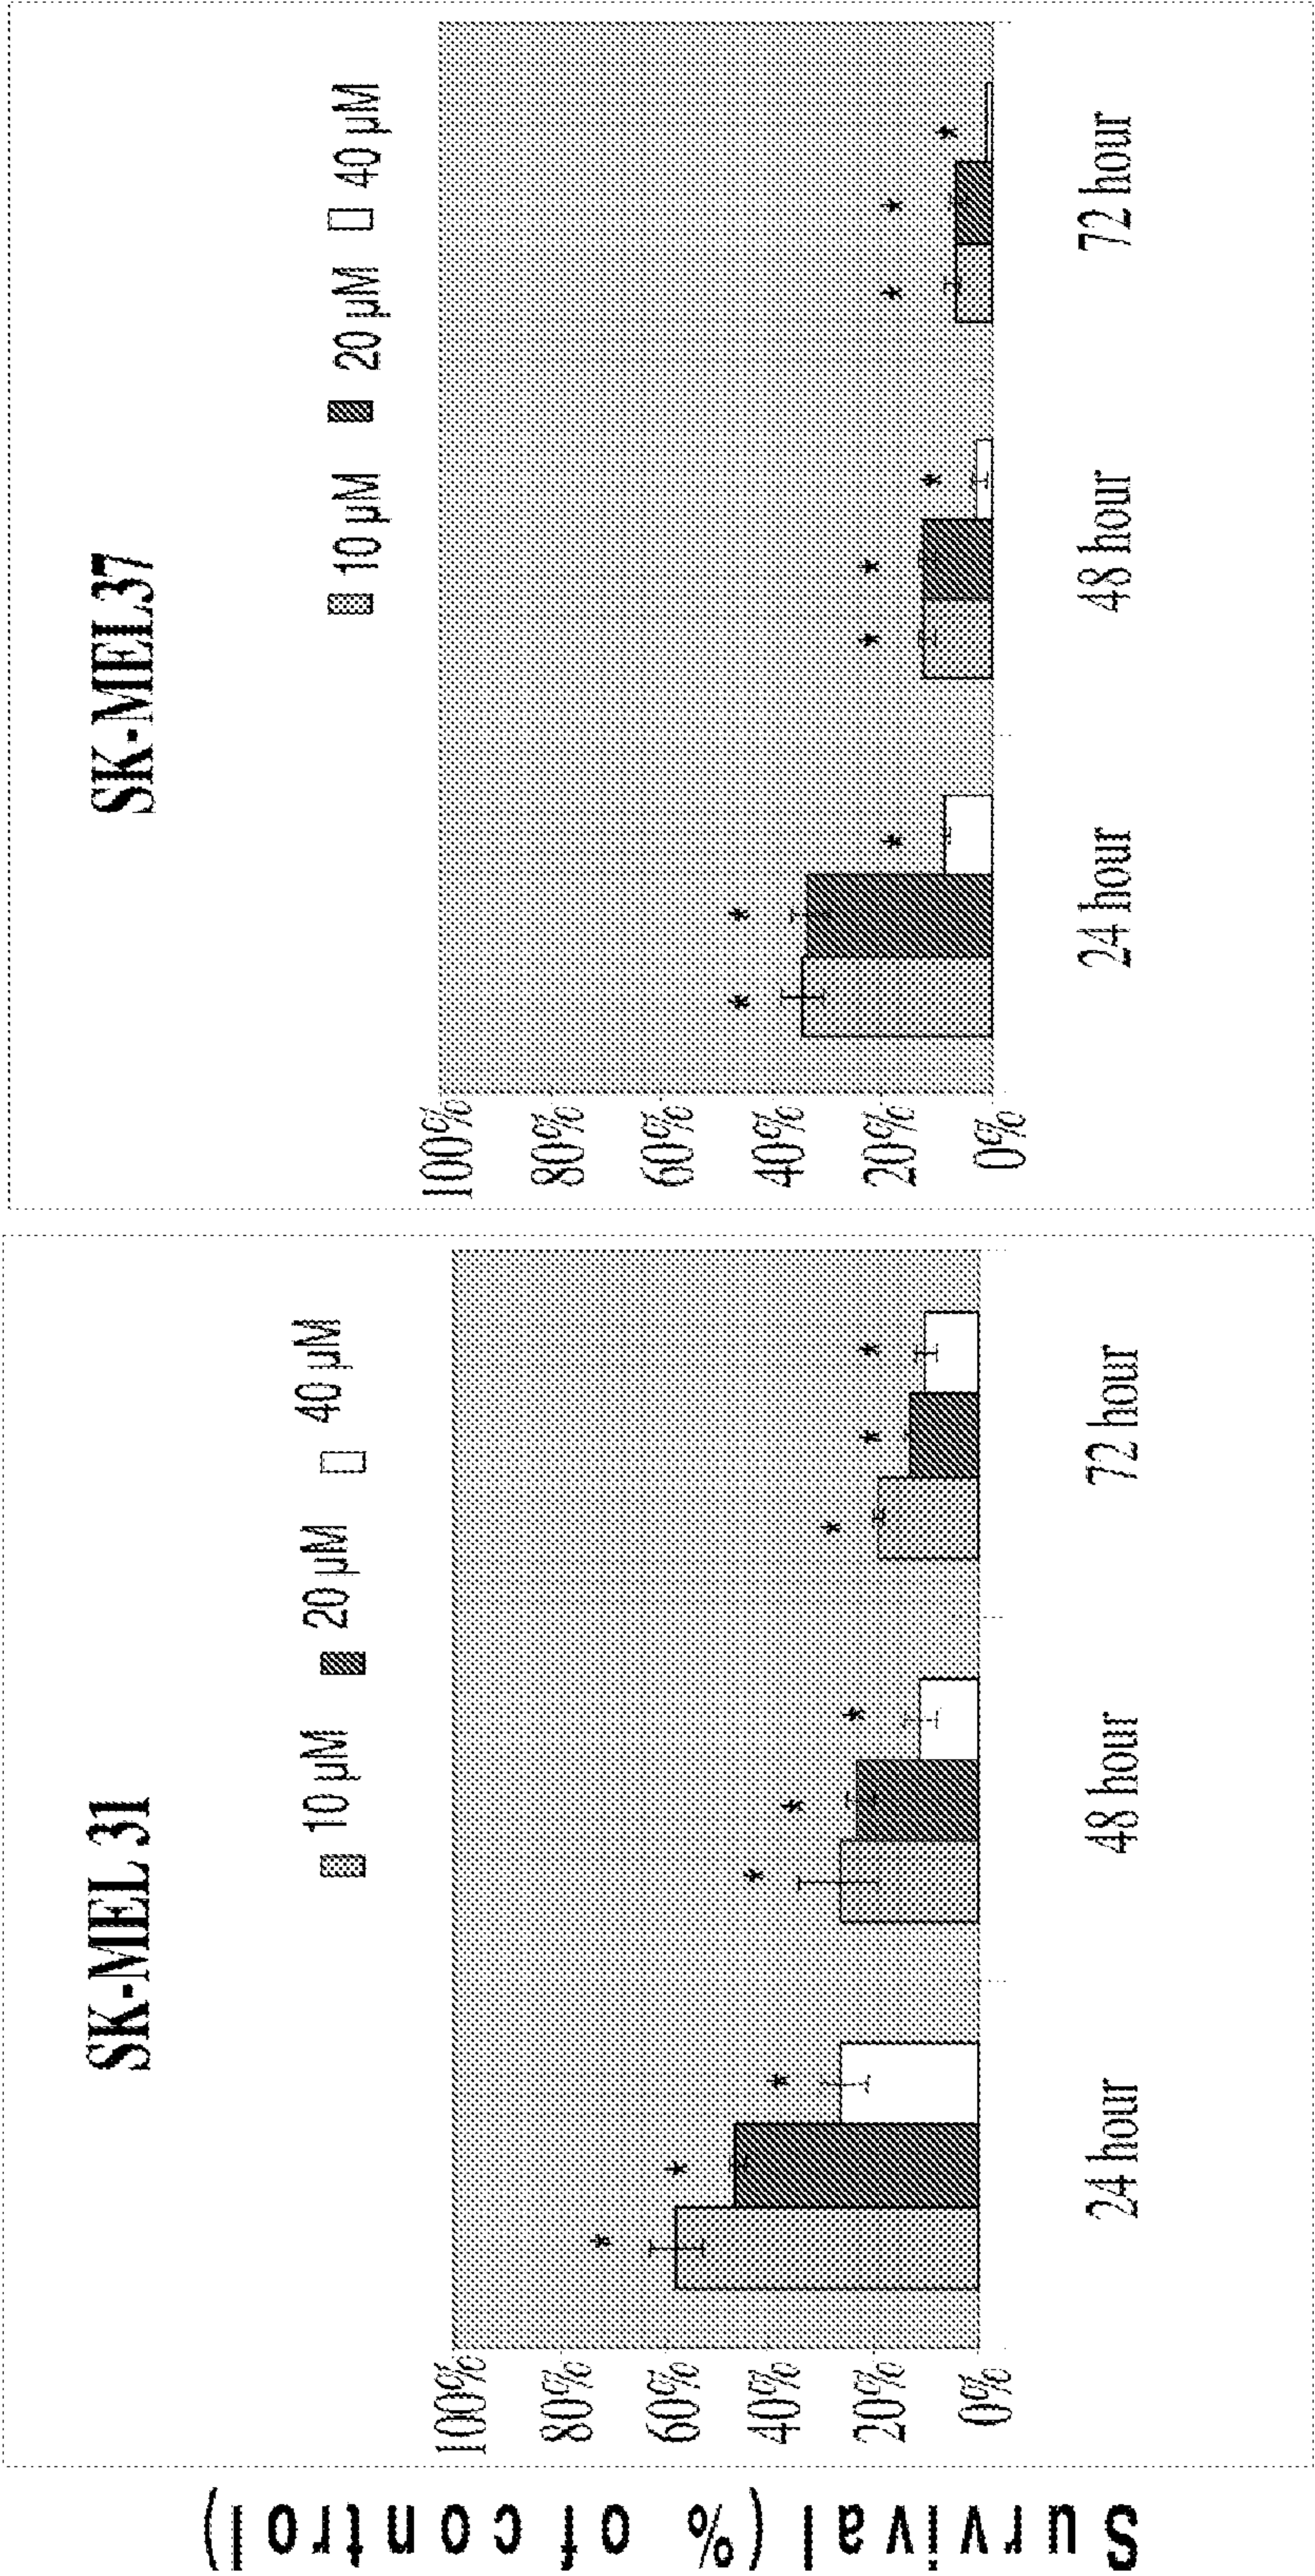 Survival (% of control)
SK-MEL 31
10 µM 20 µM 40 µM
100%
80%
60%
40%
20%
0%
* * * * * * * * *
24 hour 48 hour 72 hour
SK-MEL37
10 µM 20 µM 40 µM
100%
80%
60%
40%
20%
0%
* * * * * * * * *
24 hour 48 hour 72 hour